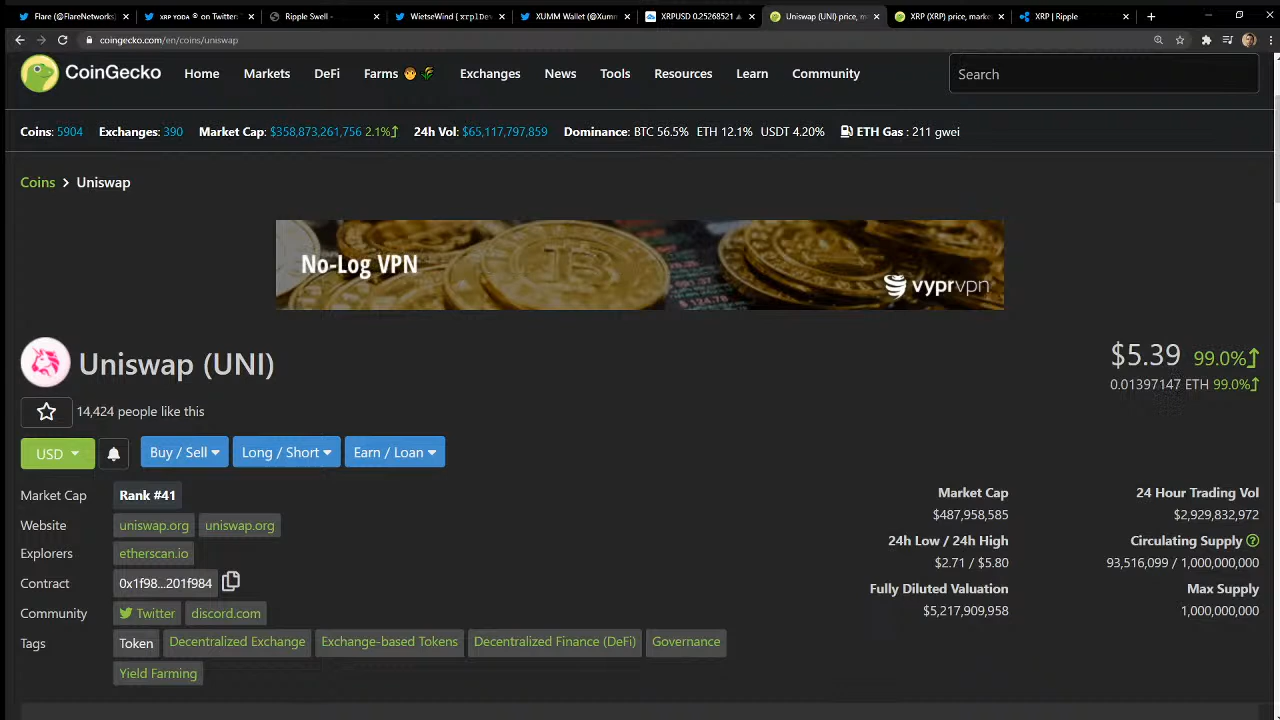 Flare (@FlareNetworks)
XRP YODA ® on Twitter:
Ripple Swell -
WietseWind (xrpl1De
XUMM Wallet (@Xumm
XRPUSD 0.25268521
Uniswap (UNI) price, m
XRP (XRP) price, marke
XRP | Ripple
coingecko.com/en/coins/uniswap
CoinGecko
Home
Markets
DeFi
Farms
Exchanges
News
Tools
Resources
Learn
Community
Search
Coins: 5904
Exchanges: 390
Market Cap: $358,873,261,756 2.1%
24h Vol: $65,117,797,859
Dominance: BTC 56.5% ETH 12.1% USDT 4.20%
ETH Gas : 211 gwei
Coins
Uniswap
No-Log VPN
vyprvpn
Uniswap (UNI)
$5.39 99.0%
0.01397147 ETH 99.0%
14,424 people like this
USD
Buy / Sell
Long / Short
Earn / Loan
Market Cap
Rank #41
Website
uniswap.org
uniswap.org
Explorers
etherscan.io
Contract
0x1f98...201f984
Community
Twitter
discord.com
Tags
Token
Decentralized Exchange
Exchange-based Tokens
Decentralized Finance (DeFi)
Governance
Yield Farming
Market Cap
$487,958,585
24h Low / 24h High
$2.71 / $5.80
Fully Diluted Valuation
$5,217,909,958
24 Hour Trading Vol
$2,929,832,972
Circulating Supply
93,516,099 / 1,000,000,000
Max Supply
1,000,000,000